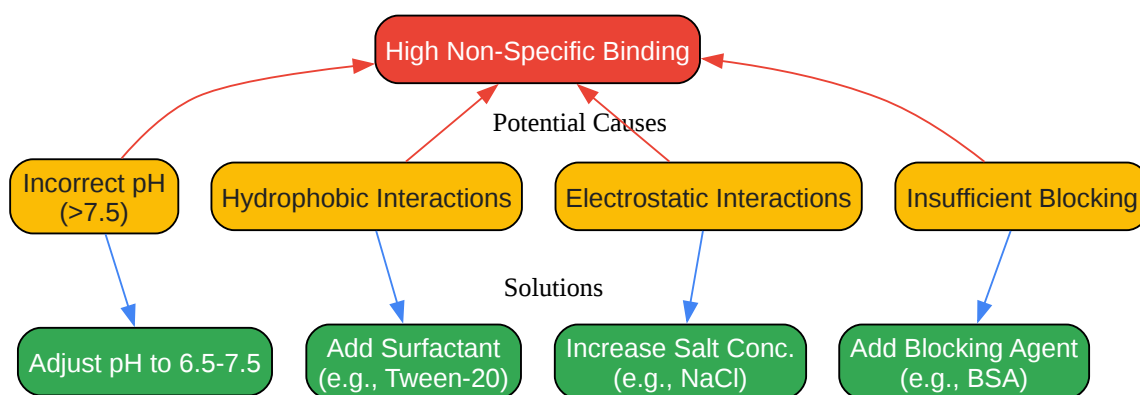 High Non-Specific Binding
Potential Causes
Incorrect pH
(>7.5)
Hydrophobic Interactions
Electrostatic Interactions
Insufficient Blocking
Solutions
Adjust pH to 6.5-7.5
Add Surfactant
(e.g., Tween-20)
Increase Salt Conc.
(e.g., NaCl)
Add Blocking Agent
(e.g., BSA)